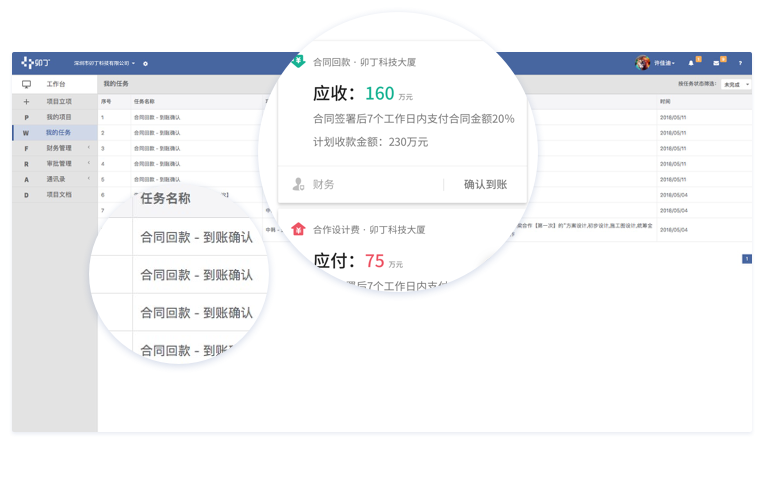 合同回款 · 卯丁科技大厦
卯丁
深圳市卯丁科技有限公司
许佳迪
?
工作台
我的任务
按任务状态筛选：
未完成
应收：160 万元
项目立项
序号
任务名称
时间
P
我的项目
1
合同回款 - 到账确认
2018/05/11
合同签署后7个工作日内支付合同金额20%
W
我的任务
2
合同回款 - 到账确认
2018/05/11
计划收款金额：230万元
F
财务管理
3
合同回款 - 到账确认
2018/05/11
R
审批管理
4
合同回款 - 到账确认
2018/05/11
A
通讯录
5
合同回款 - 到账确认
2018/05/11
财务
确认到账
D
项目文档
6
2018/05/04
任务名称
7
2018/05/04
合作设计费 · 卯丁科技大厦
2018/05/04
合同回款 - 到账确认
应付：75 万元
合同回款 - 到账确认
署后7个工作日内支付
1
合同回款 - 到账确认
合同回款 - 到账